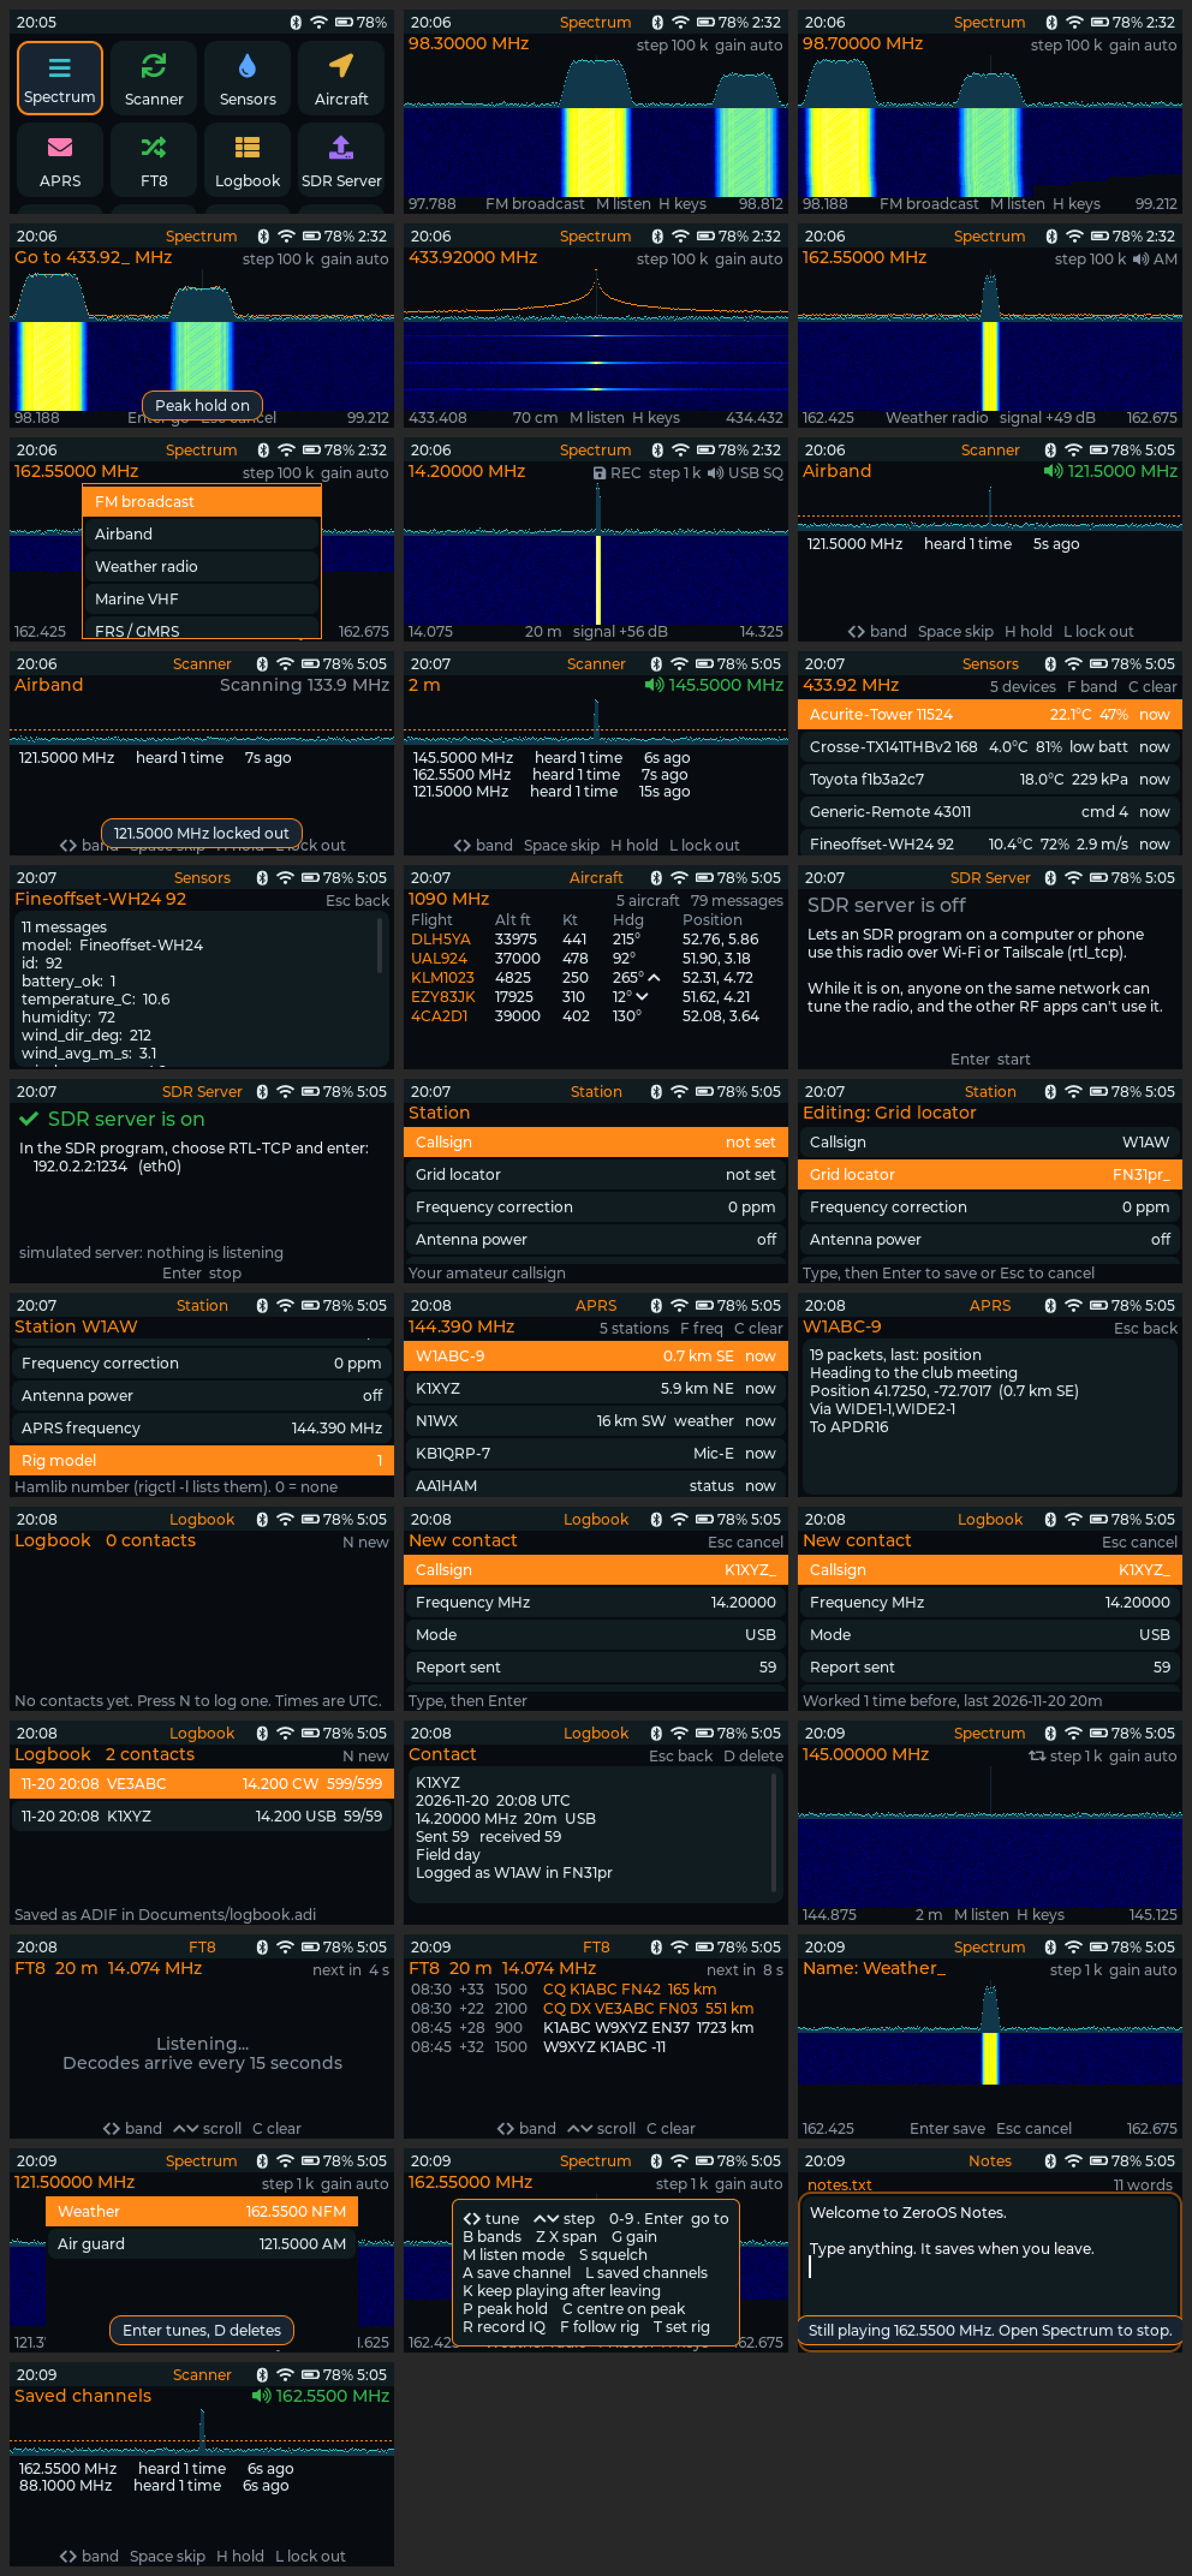 20:05 78%
Spectrum Scanner Sensors Aircraft
APRS FT8 Logbook SDR Server
20:06 Spectrum 78% 2:32
98.30000 MHz step 100 k gain auto
97.788 FM broadcast M listen H keys 98.812
20:06 Spectrum 78% 2:32
98.70000 MHz step 100 k gain auto
98.188 FM broadcast M listen H keys 99.212
20:06 Spectrum 78% 2:32
Go to 433.92_ MHz step 100 k gain auto
Peak hold on
98.188 99.212
20:06 Spectrum 78% 2:32
433.92000 MHz step 100 k gain auto
433.408 70 cm M listen H keys 434.432
20:06 Spectrum 78% 2:32
162.55000 MHz step 100 k AM
162.425 Weather radio signal +49 dB 162.675
20:06 Spectrum 78% 2:32
162.55000 MHz step 100 k gain auto
FM broadcast
Airband
Weather radio
Marine VHF
FRS / GMRS
162.425 162.675
20:06 Spectrum 78% 2:32
14.20000 MHz REC step 1 k USB SQ
14.075 20 m signal +56 dB 14.325
20:06 Scanner 78% 5:05
Airband 121.5000 MHz
121.5000 MHz heard 1 time 5s ago
band Space skip H hold L lock out
20:06 Scanner 78% 5:05
Airband Scanning 133.9 MHz
121.5000 MHz heard 1 time 7s ago
121.5000 MHz locked out
band Space skip H hold L lock out
20:07 Scanner 78% 5:05
2 m 145.5000 MHz
145.5000 MHz heard 1 time 6s ago
162.5500 MHz heard 1 time 7s ago
121.5000 MHz heard 1 time 15s ago
band Space skip H hold L lock out
20:07 Sensors 78% 5:05
433.92 MHz 5 devices F band C clear
Acurite-Tower 11524 22.1°C 47% now
Crosse-TX141THBv2 168 4.0°C 81% low batt now
Toyota f1b3a2c7 18.0°C 229 kPa now
Generic-Remote 43011 cmd 4 now
Fineoffset-WH24 92 10.4°C 72% 2.9 m/s now
20:07 Sensors 78% 5:05
Fineoffset-WH24 92 Esc back
11 messages
model: Fineoffset-WH24
id: 92
battery_ok: 1
temperature_C: 10.6
humidity: 72
wind_dir_deg: 212
wind_avg_m_s: 3.1
20:07 Aircraft 78% 5:05
1090 MHz 5 aircraft 79 messages
Flight Alt ft Kt Hdg Position
DLH5YA 33975 441 215° 52.76, 5.86
UAL924 37000 478 92° 51.90, 3.18
KLM1023 4825 250 265° 52.31, 4.72
EZY83JK 17925 310 12° 51.62, 4.21
4CA2D1 39000 402 130° 52.08, 3.64
20:07 SDR Server 78% 5:05
SDR server is off
Lets an SDR program on a computer or phone
use this radio over Wi-Fi or Tailscale (rtl_tcp).
While it is on, anyone on the same network can
tune the radio, and the other RF apps can't use it.
Enter start
20:07 SDR Server 78% 5:05
SDR server is on
In the SDR program, choose RTL-TCP and enter:
192.0.2.2:1234 (eth0)
simulated server: nothing is listening
Enter stop
20:07 Station 78% 5:05
Station
Callsign not set
Grid locator not set
Frequency correction 0 ppm
Antenna power off
Your amateur callsign
20:07 Station 78% 5:05
Editing: Grid locator
Callsign W1AW
Grid locator FN31pr_
Frequency correction 0 ppm
Antenna power off
Type, then Enter to save or Esc to cancel
20:07 Station 78% 5:05
Station W1AW
Frequency correction 0 ppm
Antenna power off
APRS frequency 144.390 MHz
Rig model 1
Hamlib number (rigctl -l lists them). 0 = none
20:08 APRS 78% 5:05
144.390 MHz 5 stations F freq C clear
W1ABC-9 0.7 km SE now
K1XYZ 5.9 km NE now
N1WX 16 km SW weather now
KB1QRP-7 Mic-E now
AA1HAM status now
20:08 APRS 78% 5:05
W1ABC-9 Esc back
19 packets, last: position
Heading to the club meeting
Position 41.7250, -72.7017 (0.7 km SE)
Via WIDE1-1,WIDE2-1
To APDR16
20:08 Logbook 78% 5:05
Logbook 0 contacts N new
No contacts yet. Press N to log one. Times are UTC.
20:08 Logbook 78% 5:05
New contact Esc cancel
Callsign K1XYZ_
Frequency MHz 14.20000
Mode USB
Report sent 59
Type, then Enter
20:08 Logbook 78% 5:05
New contact Esc cancel
Callsign K1XYZ_
Frequency MHz 14.20000
Mode USB
Report sent 59
Worked 1 time before, last 2026-11-20 20m
20:08 Logbook 78% 5:05
Logbook 2 contacts N new
11-20 20:08 VE3ABC 14.200 CW 599/599
11-20 20:08 K1XYZ 14.200 USB 59/59
Saved as ADIF in Documents/logbook.adi
20:08 Logbook 78% 5:05
Contact Esc back D delete
K1XYZ
2026-11-20 20:08 UTC
14.20000 MHz 20m USB
Sent 59 received 59
Field day
Logged as W1AW in FN31pr
20:09 Spectrum 78% 5:05
145.00000 MHz step 1 k gain auto
144.875 2 m M listen H keys 145.125
20:08 FT8 78% 5:05
FT8 20 m 14.074 MHz next in 4 s
Listening...
Decodes arrive every 15 seconds
band scroll C clear
20:09 FT8 78% 5:05
FT8 20 m 14.074 MHz next in 8 s
08:30 +33 1500 CQ K1ABC FN42 165 km
08:30 +22 2100 CQ DX VE3ABC FN03 551 km
08:45 +28 900 K1ABC W9XYZ EN37 1723 km
08:45 +32 1500 W9XYZ K1ABC -11
band scroll C clear
20:09 Spectrum 78% 5:05
Name: Weather_ step 1 k gain auto
162.425 Enter save Esc cancel 162.675
20:09 Spectrum 78% 5:05
121.50000 MHz step 1 k gain auto
Weather 162.5500 NFM
Air guard 121.5000 AM
Enter tunes, D deletes
20:09 Spectrum 78% 5:05
162.55000 MHz step 1 k gain auto
tune step 0-9 . Enter go to
B bands Z X span G gain
M listen mode S squelch
A save channel L saved channels
K keep playing after leaving
P peak hold C centre on peak
R record IQ F follow rig T set rig
20:09 Notes 78% 5:05
notes.txt 11 words
Welcome to ZeroOS Notes.
Type anything. It saves when you leave.
Still playing 162.5500 MHz. Open Spectrum to stop.
20:09 Scanner 78% 5:05
Saved channels 162.5500 MHz
162.5500 MHz heard 1 time 6s ago
88.1000 MHz heard 1 time 6s ago
band Space skip H hold L lock out